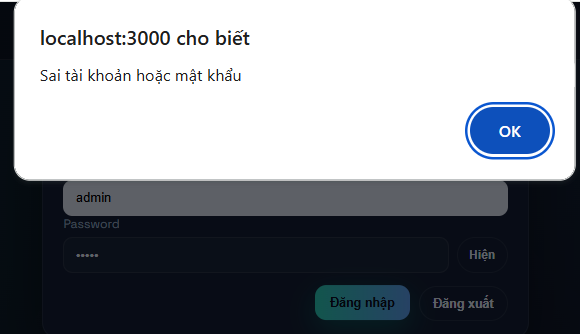 localhost:3000 cho biết
Sai tài khoản hoặc mật khẩu
OK
admin
Password
•••••
Hiện
Đăng nhập
Đăng xuất